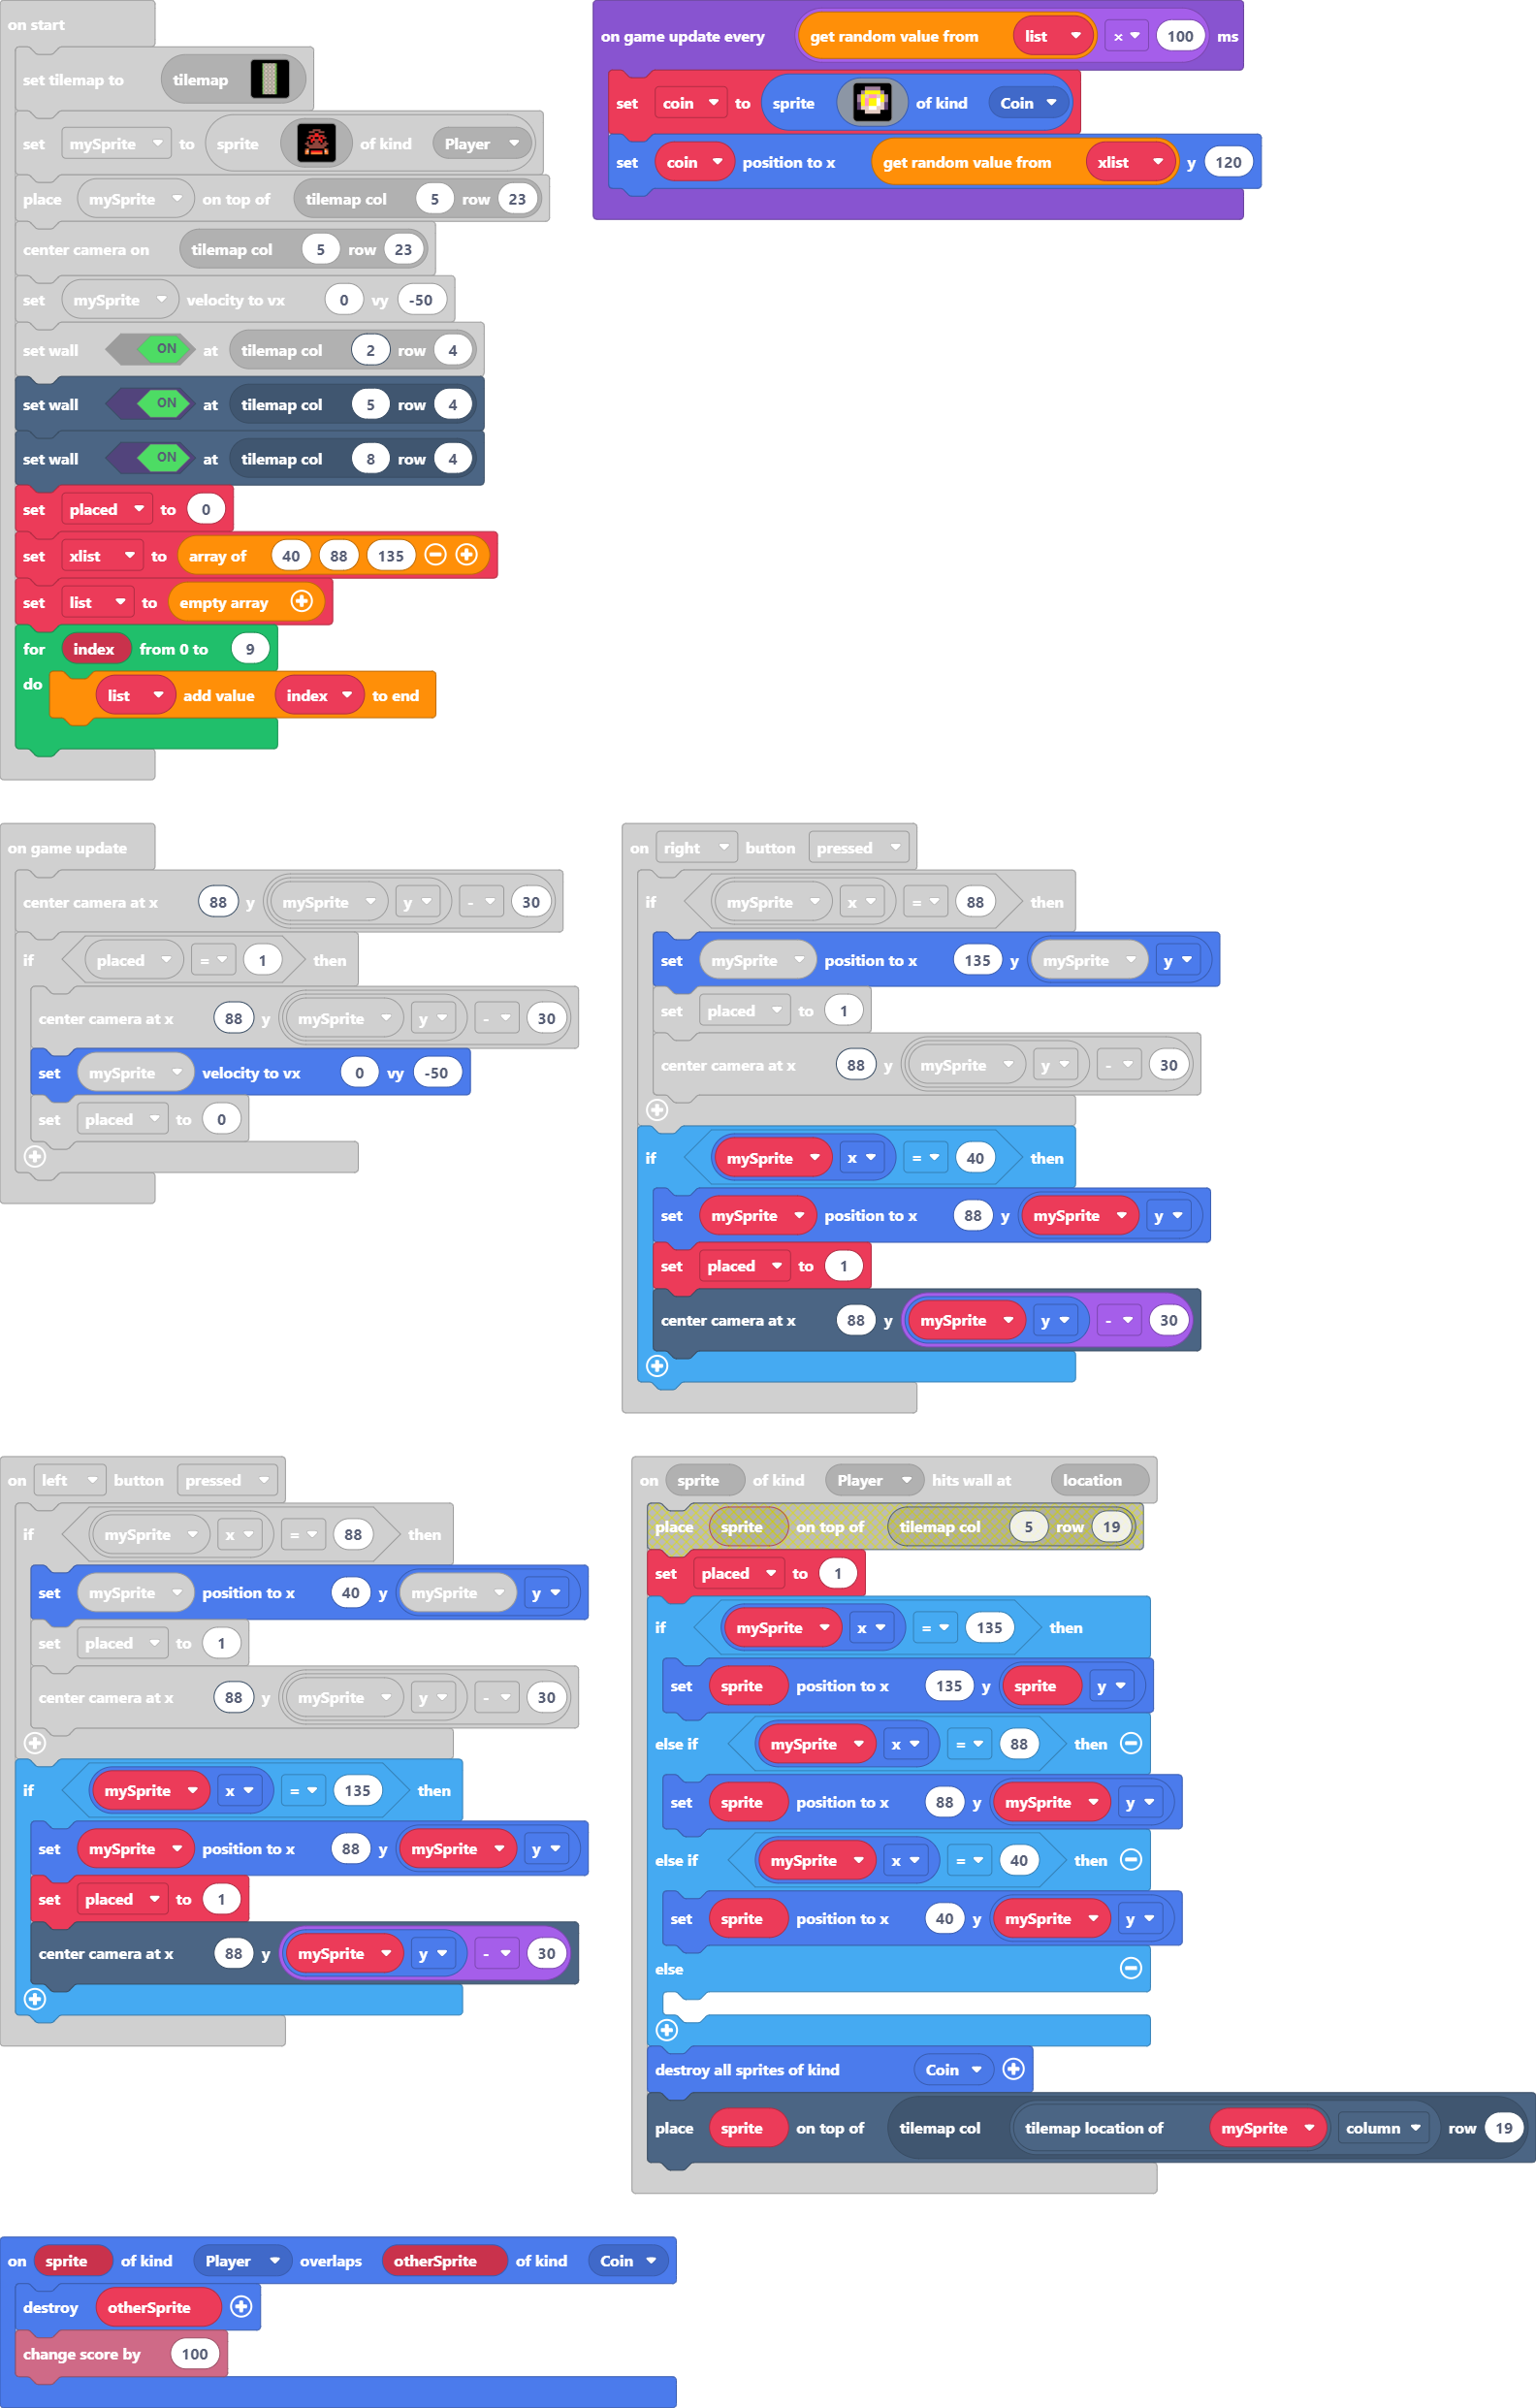 on start
set tilemap to tilemap
set mySprite to sprite of kind Player
place mySprite on top of tilemap col 5 row 23
center camera on tilemap col 5 row 23
set mySprite velocity to vx 0 vy -50
set wall ON at tilemap col 2 row 4
set wall ON at tilemap col 5 row 4
set wall ON at tilemap col 8 row 4
set placed to 0
set xlist to array of 40 88 135
set list to empty array
for index from 0 to 9
do list add value index to end
on game update every get random value from list x 100 ms
set coin to sprite of kind Coin
set coin position to x get random value from xlist y 120
on game update
center camera at x 88 y mySprite y - 30
if placed = 1 then
center camera at x 88 y mySprite y - 30
set mySprite velocity to vx 0 vy -50
set placed to 0
on right button pressed
if mySprite x = 88 then
set mySprite position to x 135 y mySprite y
set placed to 1
center camera at x 88 y mySprite y - 30
if mySprite x = 40 then
set mySprite position to x 88 y mySprite y
set placed to 1
center camera at x 88 y mySprite y - 30
on left button pressed
if mySprite x = 88 then
set mySprite position to x 40 y mySprite y
set placed to 1
center camera at x 88 y mySprite y - 30
if mySprite x = 135 then
set mySprite position to x 88 y mySprite y
set placed to 1
center camera at x 88 y mySprite y - 30
on sprite of kind Player hits wall at location
place sprite on top of tilemap col 5 row 19
set placed to 1
if mySprite x = 135 then
set sprite position to x 135 y sprite y
else if mySprite x = 88 then
set sprite position to x 88 y mySprite y
else if mySprite x = 40 then
set sprite position to x 40 y mySprite y
else
destroy all sprites of kind Coin
place sprite on top of tilemap col tilemap location of mySprite column row 19
on sprite of kind Player overlaps otherSprite of kind Coin
destroy otherSprite
change score by 100